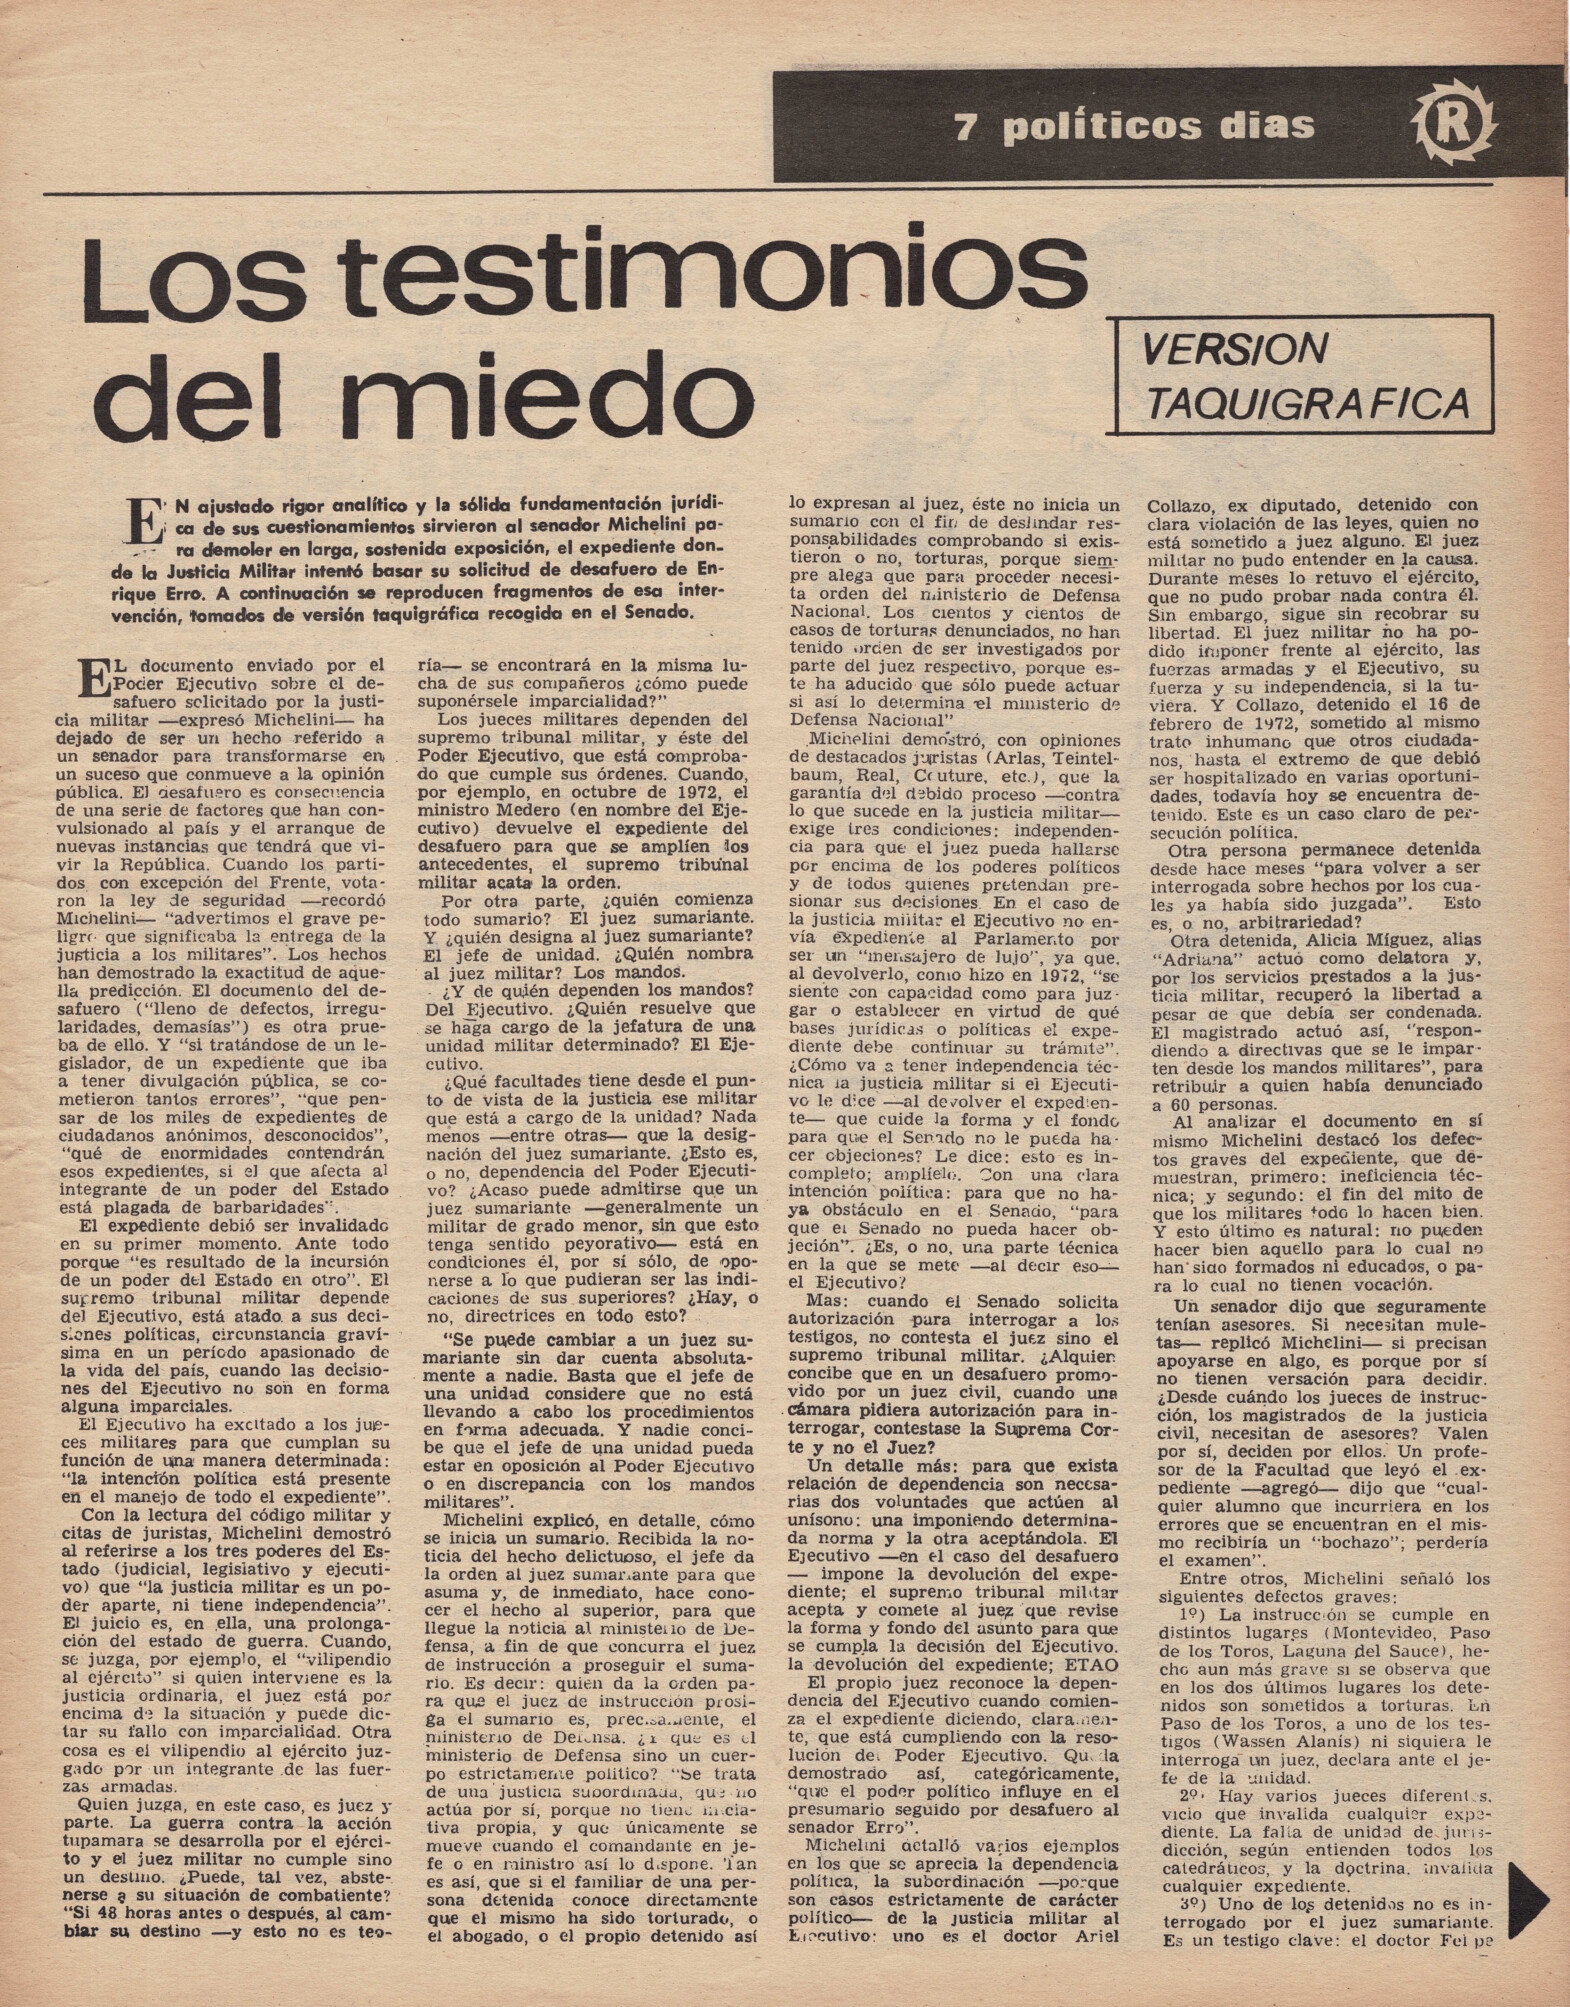 7 políticos dias
R
Los testimonios
del miedo
VERSION
TAQUIGRAFICA
EN ajustado rigor analítico y la sólida fundamentación jurídi-
ca de sus cuestionamientos sirvieron al senador Michelini pa-
ra demoler en larga, sostenida exposición, el expediente don-
de la Justicia Militar intentó basar su solicitud de desafuero de En-
rique Erro. A continuación se reproducen fragmentos de esa inter-
vención, tomados de versión taquigráfica recogida en el Senado.
EL documento enviado por el
Poder Ejecutivo sobre el de-
safuero solicitado por la justi-
cia militar —expresó Michelini— ha
dejado de ser un hecho referido a
un senador para transformarse en
un suceso que conmueve a la opinión
pública. El desafuero es consecuencia
de una serie de factores que han con-
vulsionado al país y el arranque de
nuevas instancias que tendrá que vi-
vir la República. Cuando los parti-
dos con excepción del Frente, vota-
ron la ley de seguridad —recordó
Michelini— "advertimos el grave pe-
ligro que significaba la entrega de la
justicia a los militares". Los hechos
han demostrado la exactitud de aque-
lla predicción. El documento del de-
safuero ("lleno de defectos, irregu-
laridades, demasías") es otra prue-
ba de ello. Y "si tratándose de un le-
gislador, de un expediente que iba
a tener divulgación pública, se co-
metieron tantos errores", "que pen-
sar de los miles de expedientes de
ciudadanos anónimos, desconocidos",
"qué de enormidades contendrán
esos expedientes, si el que afecta al
integrante de un poder del Estado
está plagada de barbaridades".
El expediente debió ser invalidado
en su primer momento. Ante todo
porque "es resultado de la incursión
de un poder del Estado en otro". El
supremo tribunal militar depende
del Ejecutivo, está atado a sus deci-
siones políticas, circunstancia graví-
sima en un período apasionado de
la vida del país, cuando las decisio-
nes del Ejecutivo no son en forma
alguna imparciales.
El Ejecutivo ha excitado a los jue-
ces militares para que cumplan su
función de una manera determinada:
"la intención política está presente
en el manejo de todo el expediente".
Con la lectura del código militar y
citas de juristas, Michelini demostró
al referirse a los tres poderes del Es-
tado (judicial, legislativo y ejecuti-
vo) que "la justicia militar es un po-
der aparte, ni tiene independencia".
El juicio es, en ella, una prolonga-
ción del estado de guerra. Cuando,
se juzga, por ejemplo, el "vilipendio
al ejército" si quien interviene es la
justicia ordinaria, el juez está por
encima de la situación y puede dic-
tar su fallo con imparcialidad. Otra
cosa es el vilipendio al ejército juz-
gado por un integrante de las fuer-
zas armadas.
Quien juzga, en este caso, es juez y
parte. La guerra contra la acción
tupamara se desarrolla por el ejérci-
to y el juez militar no cumple sino
un destino. ¿Puede, tal vez, abste-
nerse a su situación de combatiente?
"Si 48 horas antes o después, al cam-
biar su destino —y esto no es teo-
ría— se encontrará en la misma lu-
cha de sus compañeros ¿cómo puede
suponérsele imparcialidad?"
Los jueces militares dependen del
supremo tribunal militar, y éste del
Poder Ejecutivo, que está comproba-
do que cumple sus órdenes. Cuando,
por ejemplo, en octubre de 1972, el
ministro Medero (en nombre del Eje-
cutivo) devuelve el expediente del
desafuero para que se amplíen los
antecedentes, el supremo tribunal
militar acata la orden.
Por otra parte, ¿quién comienza
todo sumario? El juez sumariante.
Y ¿quién designa al juez sumariante?
El jefe de unidad. ¿Quién nombra
al juez militar? Los mandos.
¿Y de quién dependen los mandos?
Del Ejecutivo. ¿Quién resuelve que
se haga cargo de la jefatura de una
unidad militar determinado? El Eje-
cutivo.
¿Qué facultades tiene desde el pun-
to de vista de la justicia ese militar
que está a cargo de la unidad? Nada
menos —entre otras— que la desig-
nación del juez sumariante. ¿Esto es,
o no, dependencia del Poder Ejecuti-
vo? ¿Acaso puede admitirse que un
juez sumariante —generalmente un
militar de grado menor, sin que esto
tenga sentido peyorativo— está en
condiciones él, por sí sólo, de opo-
nerse a lo que pudieran ser las indi-
caciones de sus superiores? ¿Hay, o
no, directrices en todo esto?
"Se puede cambiar a un juez su-
mariante sin dar cuenta absoluta-
mente a nadie. Basta que el jefe de
una unidad considere que no está
llevando a cabo los procedimientos
en forma adecuada. Y nadie conci-
be que el jefe de una unidad pueda
estar en oposición al Poder Ejecutivo
o en discrepancia con los mandos
militares".
Michelini explicó, en detalle, cómo
se inicia un sumario. Recibida la no-
ticia del hecho delictuoso, el jefe da
la orden al juez sumariante para que
asuma y, de inmediato, hace cono-
cer el hecho al superior, para que
llegue la noticia al ministerio de De-
fensa, a fin de que concurra el juez
de instrucción a proseguir el suma-
rio. Es decir: quien da la orden pa-
ra que el juez de instrucción prosi-
ga el sumario es, precisamente, el
ministerio de Defensa. ¿Y que es el
ministerio de Defensa sino un cuer-
po estrictamente político? "Se trata
de una justicia subordinada, que no
actúa por sí, porque no tiene inicia-
tiva propia, y que únicamente se
mueve cuando el comandante en je-
fe o en ministro así lo dispone. Tan
es así, que si el familiar de una per-
sona detenida conoce directamente
que el mismo ha sido torturado, o
el abogado, o el propio detenido así
lo expresan al juez, éste no inicia un
sumario con el fin de deslindar res-
ponsabilidades comprobando si exis-
tieron o no, torturas, porque siem-
pre alega que para proceder necesi-
ta orden del ministerio de Defensa
Nacional. Los cientos y cientos de
casos de torturas denunciados, no han
tenido orden de ser investigados por
parte del juez respectivo, porque es-
te ha aducido que sólo puede actuar
si así lo determina el ministerio de
Defensa Nacional"
Michelini demostró, con opiniones
de destacados juristas (Arlas, Teintel-
baum, Real, Couture, etc.), que la
garantía del debido proceso —contra
lo que sucede en la justicia militar—
exige tres condiciones: independen-
cia para que el juez pueda hallarse
por encima de los poderes políticos
y de todos quienes pretendan pre-
sionar sus decisiones. En el caso de
la justicia militar el Ejecutivo no en-
vía expediente al Parlamento por
ser un "mensajero de lujo", ya que,
al devolverlo, como hizo en 1972, "se
siente con capacidad como para juz-
gar o establecer en virtud de qué
bases jurídicas o políticas el expe-
diente debe continuar su trámite".
¿Cómo va a tener independencia téc-
nica la justicia militar si el Ejecuti-
vo le dice —al devolver el expedien-
te— que cuide la forma y el fondo
para que el Senado no le pueda ha-
cer objeciones? Le dice: esto es in-
completo; amplíelo. Con una clara
intención política: para que no ha-
ya obstáculo en el Senado, "para
que el Senado no pueda hacer ob-
jeción". ¿Es, o no, una parte técnica
en la que se mete —al decir eso—
el Ejecutivo?
Mas: cuando el Senado solicita
autorización para interrogar a los
testigos, no contesta el juez sino el
supremo tribunal militar. ¿Alquien
concibe que en un desafuero promo-
vido por un juez civil, cuando una
cámara pidiera autorización para in-
terrogar, contestase la Suprema Cor-
te y no el Juez?
Un detalle más: para que exista
relación de dependencia son necesa-
rias dos voluntades que actúen al
unísono: una imponiendo determina-
da norma y la otra aceptándola. El
Ejecutivo —en el caso del desafuero
— impone la devolución del expe-
diente; el supremo tribunal militar
acepta y comete al juez que revise
la forma y fondo del asunto para que
se cumpla la decisión del Ejecutivo.
la devolución del expediente; ETAO
El propio juez reconoce la depen-
dencia del Ejecutivo cuando comien-
za el expediente diciendo, claramen-
te, que está cumpliendo con la reso-
lución del Poder Ejecutivo. Queda
demostrado así, categóricamente,
"que el poder político influye en el
presumario seguido por desafuero al
senador Erro".
Michelini detalló varios ejemplos
en los que se aprecia la dependencia
política, la subordinación —porque
son casos estrictamente de carácter
político— de la justicia militar al
Ejecutivo: uno es el doctor Ariel
Collazo, ex diputado, detenido con
clara violación de las leyes, quien no
está sometido a juez alguno. El juez
militar no pudo entender en la causa.
Durante meses lo retuvo el ejército,
que no pudo probar nada contra él.
Sin embargo, sigue sin recobrar su
libertad. El juez militar no ha po-
dido imponer frente al ejército, las
fuerzas armadas y el Ejecutivo, su
fuerza y su independencia, si la tu-
viera. Y Collazo, detenido el 16 de
febrero de 1972, sometido al mismo
trato inhumano que otros ciudada-
nos, hasta el extremo de que debió
ser hospitalizado en varias oportuni-
dades, todavía hoy se encuentra de-
tenido. Este es un caso claro de per-
secución política.
Otra persona permanece detenida
desde hace meses "para volver a ser
interrogada sobre hechos por los cua-
les ya había sido juzgada". Esto
es, o no, arbitrariedad?
Otra detenida, Alicia Míguez, alias
"Adriana" actuó como delatora y,
por los servicios prestados a la jus-
ticia militar, recuperó la libertad a
pesar de que debía ser condenada.
El magistrado actuó así, "respon-
diendo a directivas que se le impar-
ten desde los mandos militares", para
retribuir a quien había denunciado
a 60 personas.
Al analizar el documento en sí
mismo Michelini destacó los defec-
tos graves del expediente, que de-
muestran, primero: ineficiencia téc-
nica; y segundo: el fin del mito de
que los militares todo lo hacen bien.
Y esto último es natural: no pueden
hacer bien aquello para lo cual no
han sido formados ni educados, o pa-
ra lo cual no tienen vocación.
Un senador dijo que seguramente
tenían asesores. Si necesitan mule-
tas— replicó Michelini— si precisan
apoyarse en algo, es porque por sí
no tienen versación para decidir.
¿Desde cuándo los jueces de instruc-
ción, los magistrados de la justicia
civil, necesitan de asesores? Valen
por sí, deciden por ellos. Un profe-
sor de la Facultad que leyó el ex-
pediente —agregó— dijo que "cual-
quier alumno que incurriera en los
errores que se encuentran en el mis-
mo recibiría un "bochazo"; perdería
el examen".
Entre otros, Michelini señaló los
siguientes defectos graves:
1º) La instrucción se cumple en
distintos lugares (Montevideo, Paso
de los Toros, Laguna del Sauce), he-
cho aun más grave si se observa que
en los dos últimos lugares los dete-
nidos son sometidos a torturas. En
Paso de los Toros, a uno de los tes-
tigos (Wassen Alanís) ni siquiera le
interroga un juez, declara ante el je-
fe de la unidad.
2º) Hay varios jueces diferentes,
vicio que invalida cualquier expe-
diente. La falta de unidad de juris-
dicción, según entienden todos los
catedráticos, y la doctrina, invalida
cualquier expediente.
3º) Uno de los detenidos no es in-
terrogado por el juez sumariante.
Es un testigo clave: el doctor Felipe